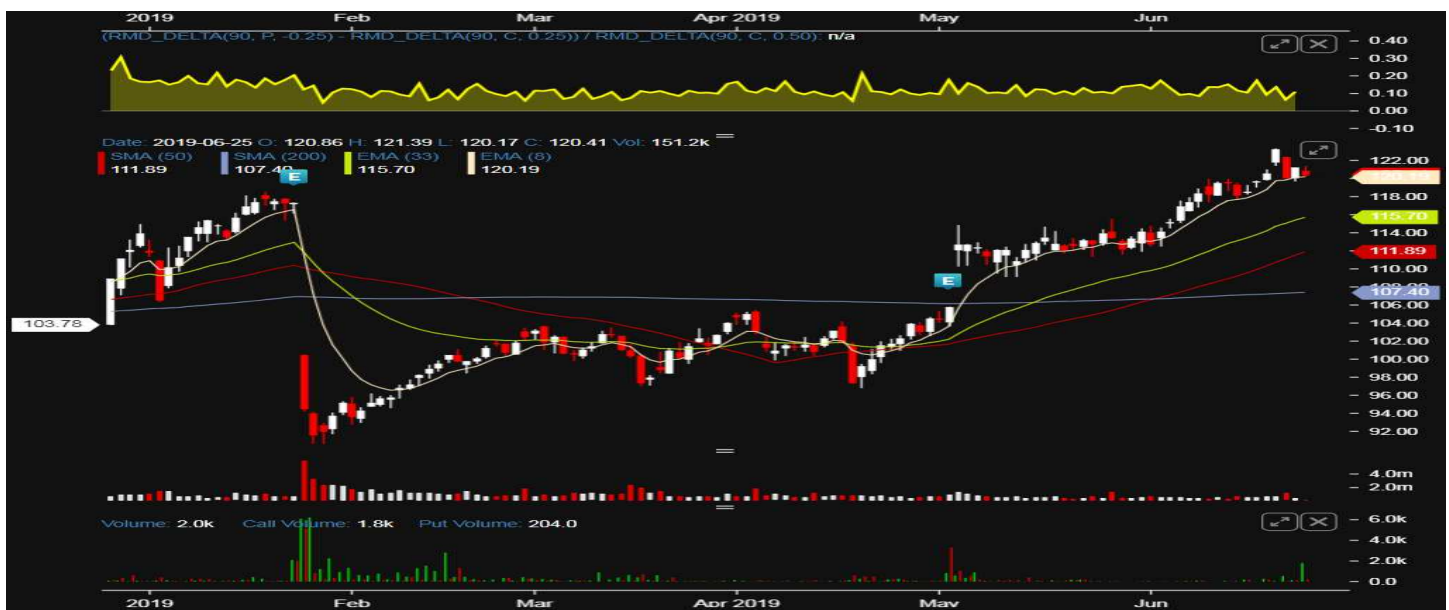 2019 Feb Mar Apr 2019 May Jun
(RMD_DELTA(90, P, -0.25) - RMD_DELTA(90, C, 0.25)) / RMD_DELTA(90, C, 0.50): n/a
0.40
0.30
0.20
0.10
0.00
-0.10
Date: 2019-06-25 O: 120.86 H: 121.39 L: 120.17 C: 120.41 Vol: 151.2k
SMA (50) SMA (200) EMA (33) EMA (8)
111.89 107.40 115.70 120.19
E
E
122.00
120.19
118.00
115.70
114.00
111.89
110.00
107.40
106.00
104.00
103.78
102.00
100.00
98.00
96.00
94.00
92.00
4.0m
2.0m
Volume: 2.0k Call Volume: 1.8k Put Volume: 204.0
6.0k
4.0k
2.0k
0.0
2019 Feb Mar Apr 2019 May Jun